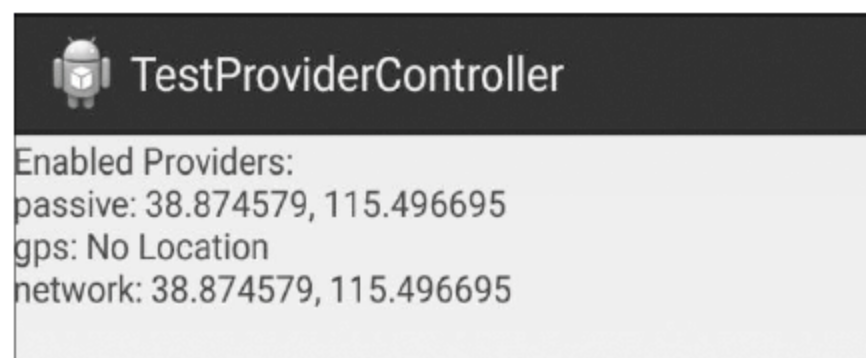 TestProviderController
Enabled Providers:
passive: 38.874579, 115.496695
gps: No Location
network: 38.874579, 115.496695